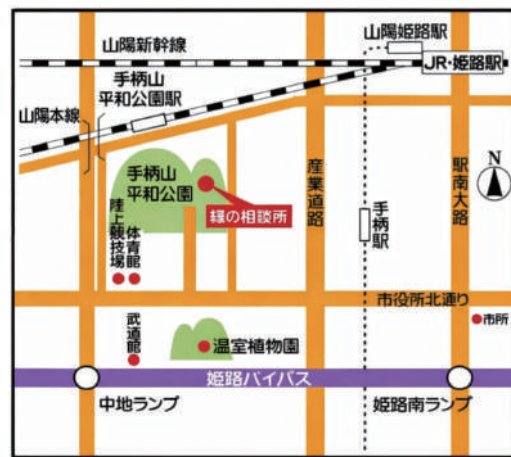 山陽姫路駅
山陽新幹線
JR・姫路駅
手柄山
平和公園駅
山陽本線
手柄山
平和公園
緑の相談所
陸上競技場
体青館
産業道路
手柄駅
駅南大路
N
市役所北通り
市所
武道館
温室植物園
姫路バイパス
中地ランプ
姫路南ランプ